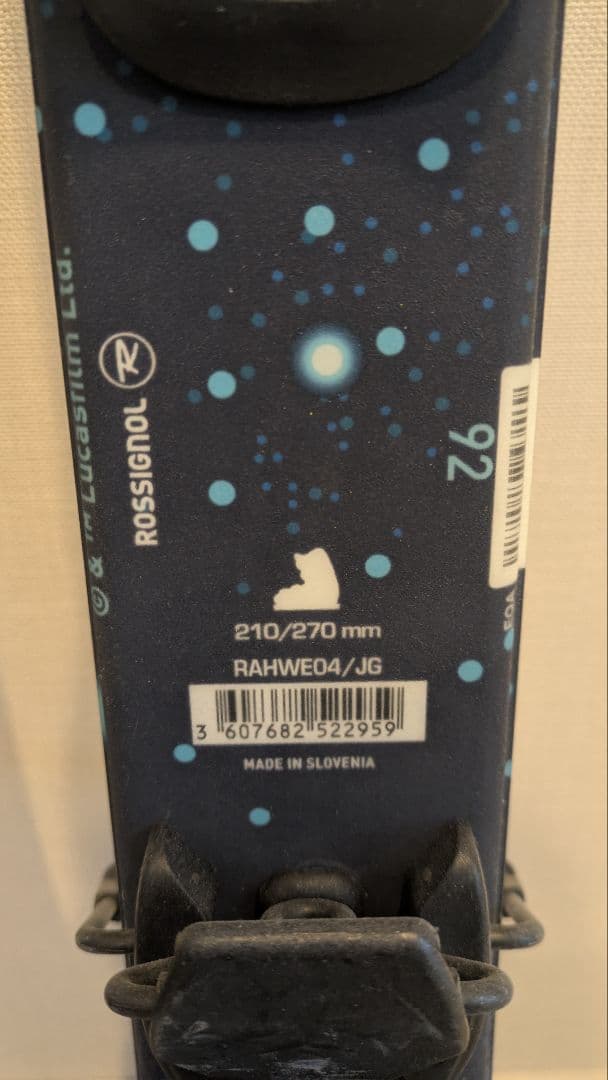 © & TM Lucasfilm Ltd.
ROSSIGNOL
R
92
210/270 mm
RAHWE04/JG
3 607682 522959
MADE IN SLOVENIA